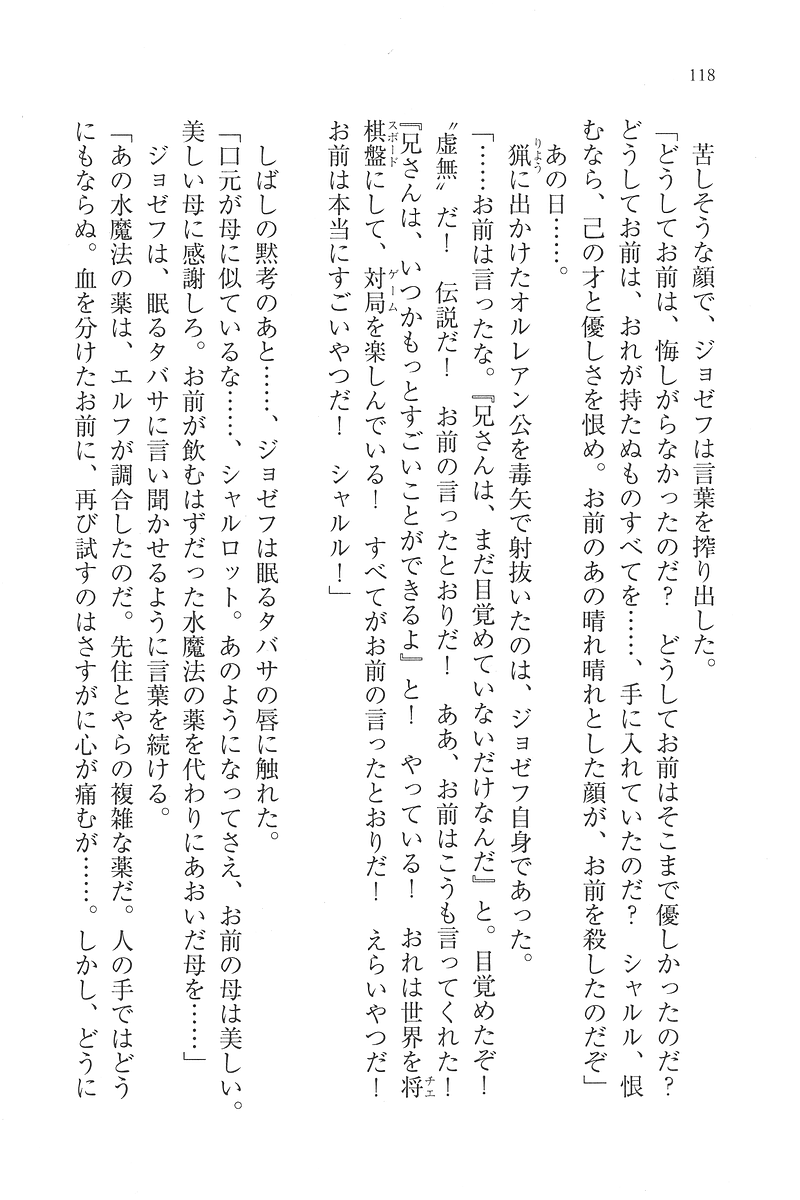 118
苦しそうな顔で、ジョゼフは言葉を搾り出した。
「どうしてお前は、悔しがらなかったのだ？　どうしてお前はそこまで優しかったのだ？
どうしてお前は、おれが持たぬものすべてを……、手に入れていたのだ？　シャルル、恨
むなら、己の才と優しさを恨め。お前のあの晴れ晴れとした顔が、お前を殺したのだぞ」
あの日……。
猟に出かけたオルレアン公を毒矢で射抜いたのは、ジョゼフ自身であった。
りょう
「……お前は言ったな。『兄さんは、まだ目覚めていないだけなんだ』と。目覚めたぞ！
〝虚無〟だ！　伝説だ！　お前の言ったとおりだ！　ああ、お前はこうも言ってくれた！
『兄さんは、いつかもっとすごいことができるよ』と！　やっている！　おれは世界を将
チエ
棋盤にして、対局を楽しんでいる！　すべてがお前の言ったとおりだ！　えらいやつだ！
スボード
ゲーム
お前は本当にすごいやつだ！　シャルル！」
しばしの黙考のあと……、ジョゼフは眠るタバサの唇に触れた。
「口元が母に似ているな……、シャルロット。あのようになってさえ、お前の母は美しい。
美しい母に感謝しろ。お前が飲むはずだった水魔法の薬を代わりにあおいだ母を……」
ジョゼフは、眠るタバサに言い聞かせるように言葉を続ける。
「あの水魔法の薬は、エルフが調合したのだ。先住とやらの複雑な薬だ。人の手ではどう
にもならぬ。血を分けたお前に、再び試すのはさすがに心が痛むが……。しかし、どうに